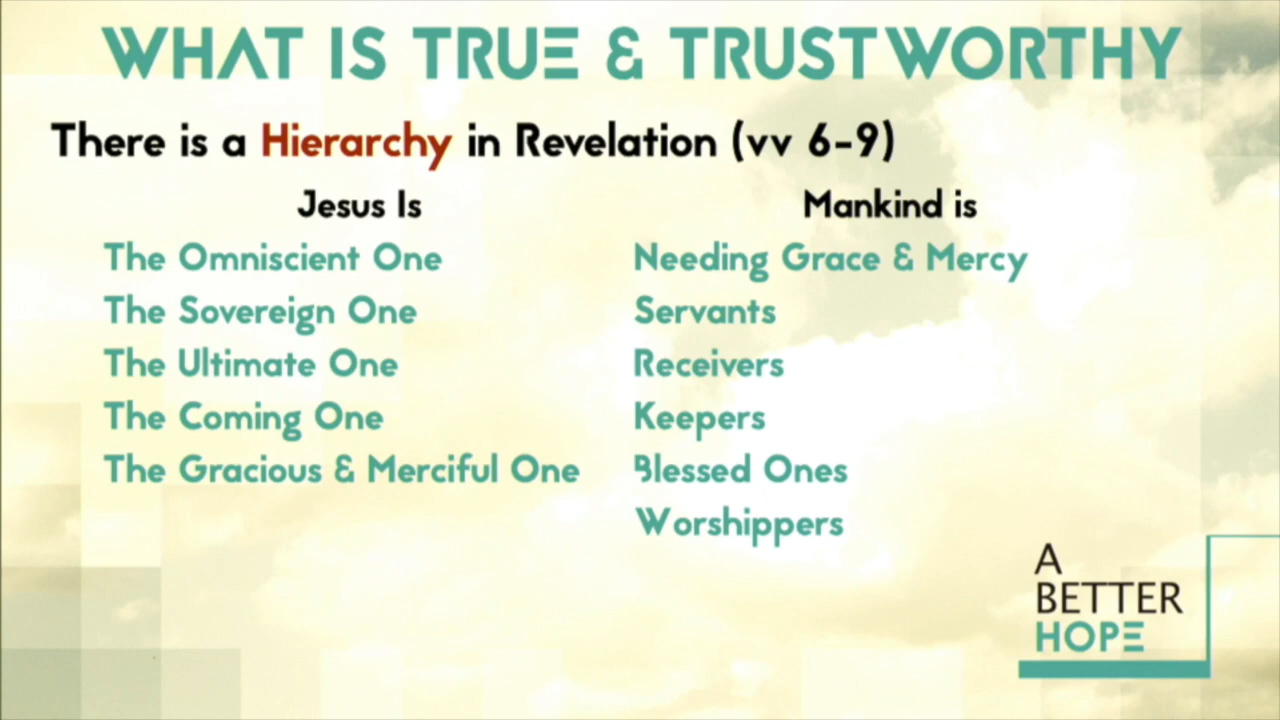 WHAT IS TRUE & TRUSTWORTHY
There is a Hierarchy in Revelation (vv 6-9)
Jesus Is
The Omniscient One
The Sovereign One
The Ultimate One
The Coming One
The Gracious & Merciful One
Mankind is
Needing Grace & Mercy
Servants
Receivers
Keepers
Blessed Ones
Worshippers
A
BETTER
HOPE